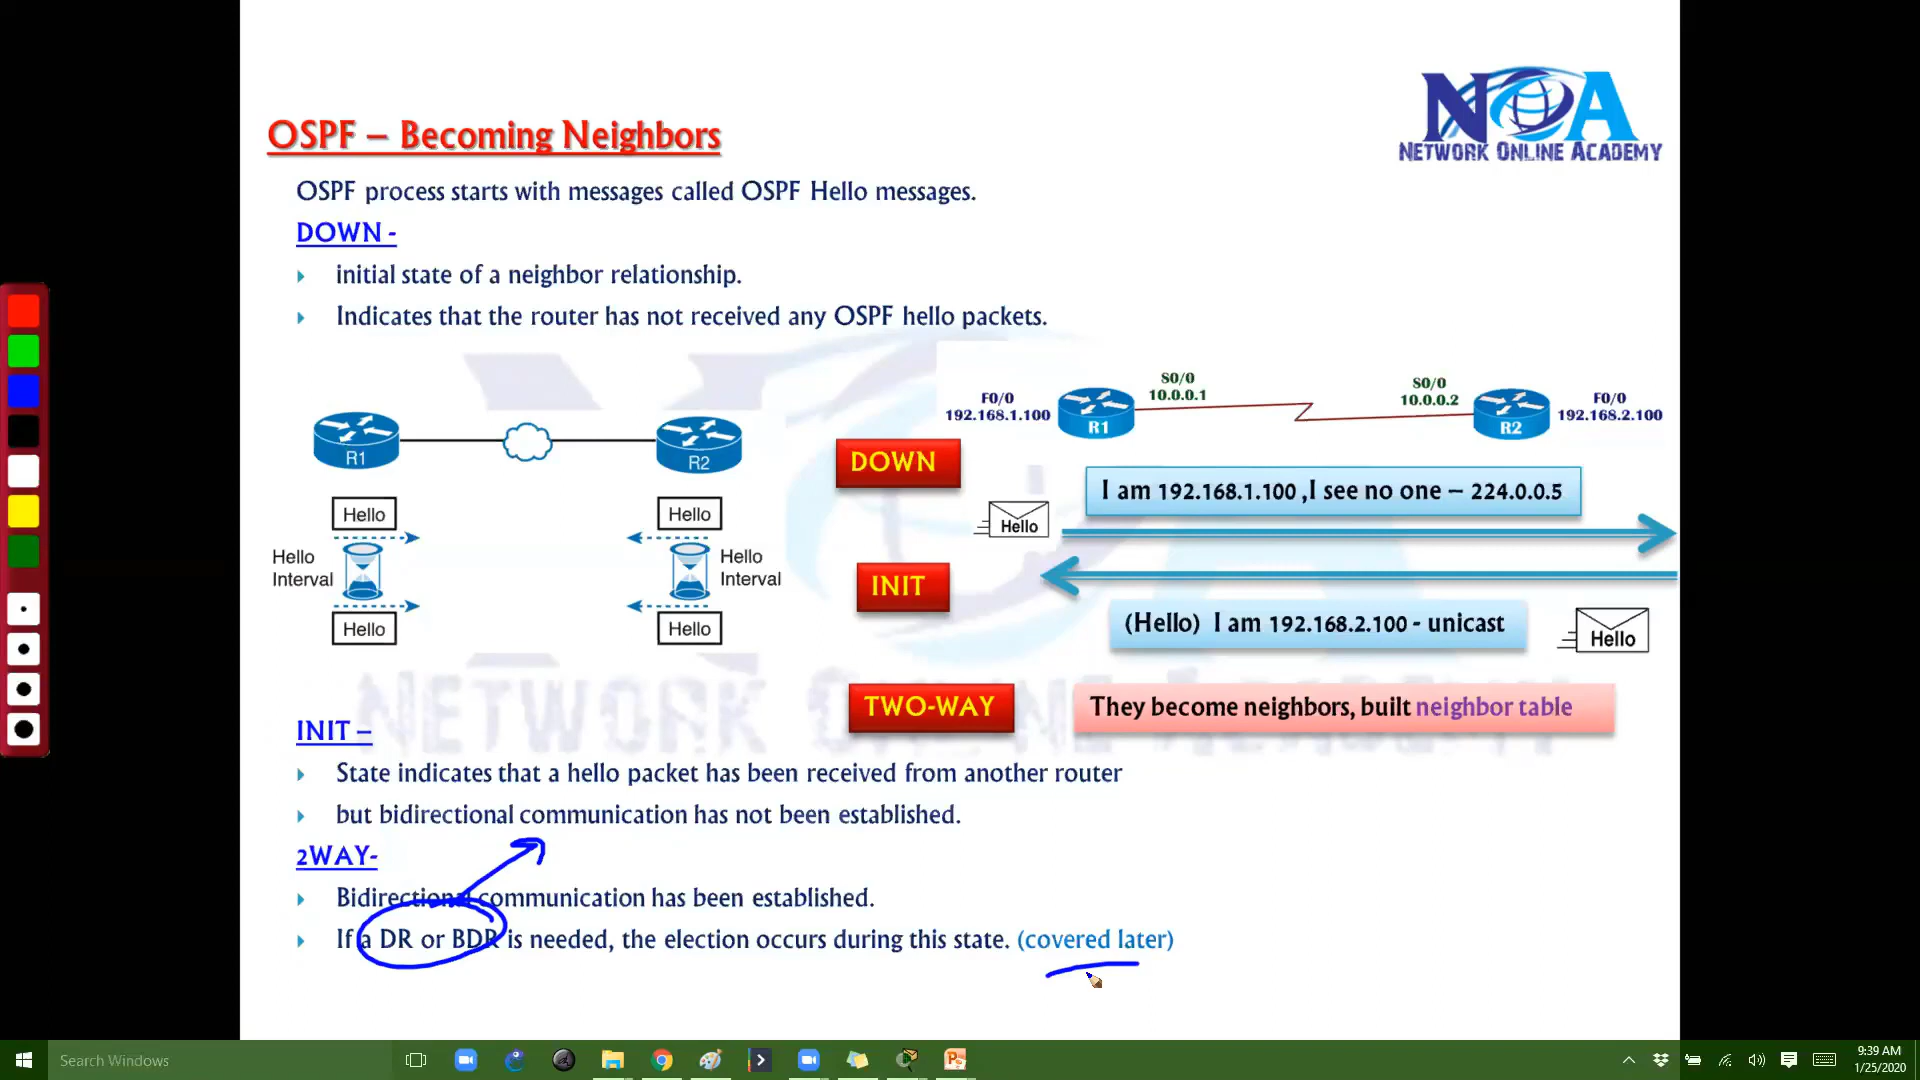 NOA
NETWORK ONLINE ACADEMY
OSPF – Becoming Neighbors
OSPF process starts with messages called OSPF Hello messages.
DOWN -
initial state of a neighbor relationship.
Indicates that the router has not received any OSPF hello packets.
R1
R2
Hello
Hello
Hello
Interval
Hello
Interval
Hello
Hello
F0/0
192.168.1.100
S0/0
10.0.0.1
R1
S0/0
10.0.0.2
R2
F0/0
192.168.2.100
DOWN
I am 192.168.1.100 ,I see no one – 224.0.0.5
Hello
INIT
(Hello) I am 192.168.2.100 - unicast
Hello
TWO-WAY
They become neighbors, built neighbor table
NETWORK ONLINE ACADEMY
INIT –
State indicates that a hello packet has been received from another router
but bidirectional communication has not been established.
2WAY-
Bidirectional communication has been established.
If a DR or BDR is needed, the election occurs during this state. (covered later)
Search Windows
9:39 AM
1/25/2020